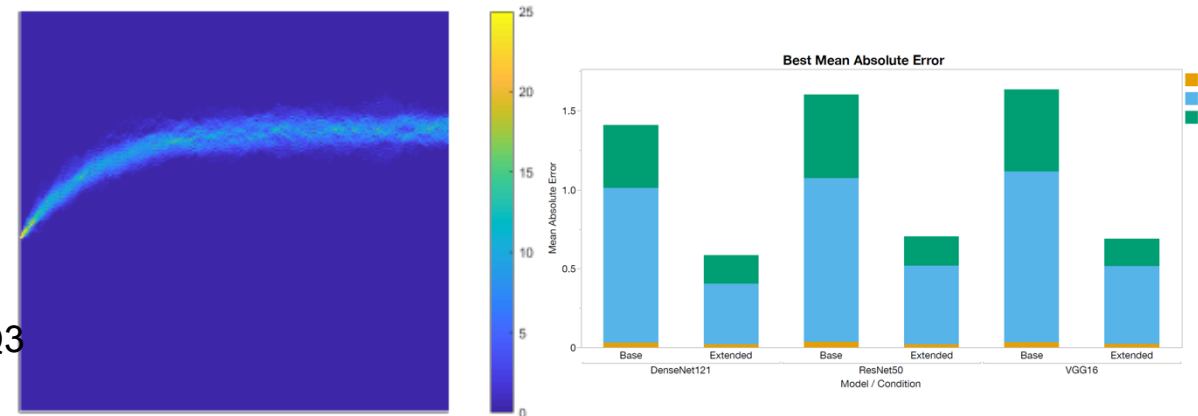 25
20
15
10
5
0
Best Mean Absolute Error
Mean Absolute Error
1.5
1.0
0.5
0
Base Extended Base Extended Base Extended
DenseNet121 ResNet50 VGG16
Model / Condition